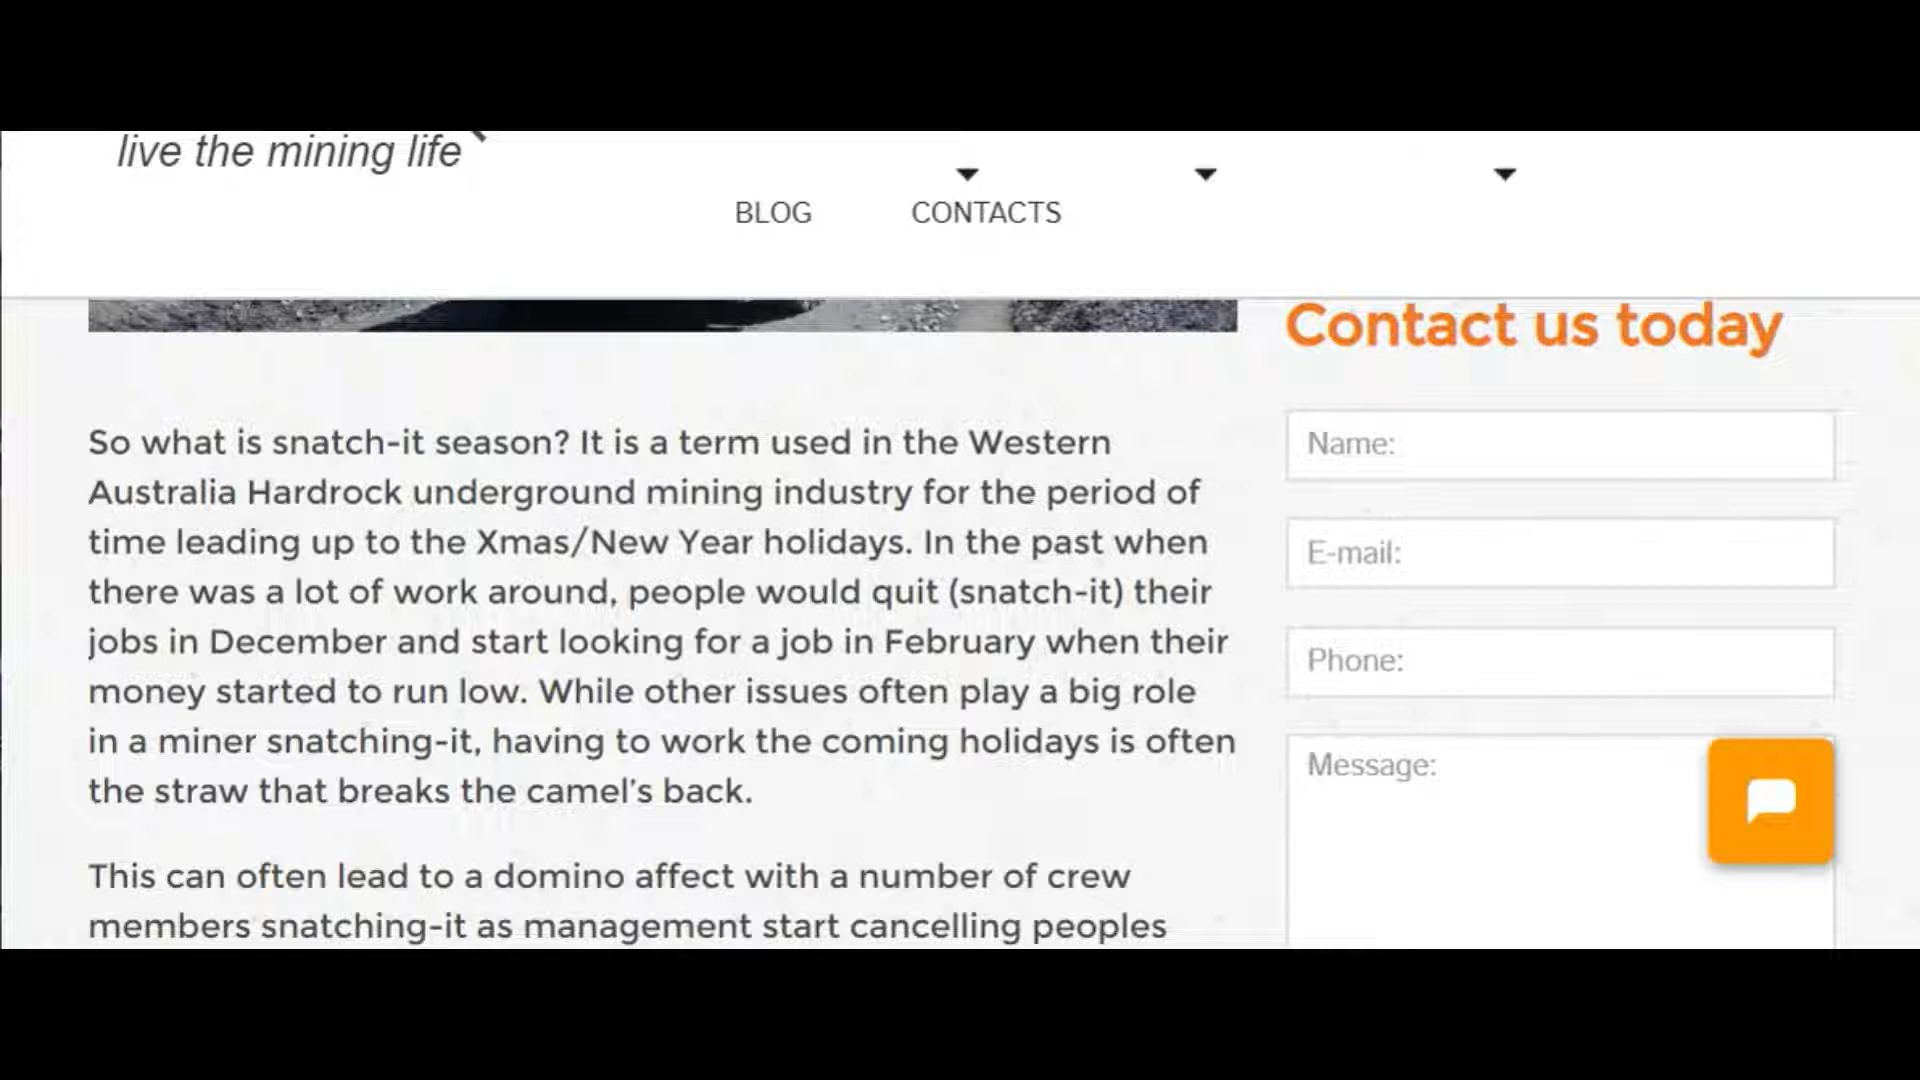 live the mining life
BLOG
CONTACTS
Contact us today
So what is snatch-it season? It is a term used in the Western
Australia Hardrock underground mining industry for the period of
time leading up to the Xmas/New Year holidays. In the past when
there was a lot of work around, people would quit (snatch-it) their
jobs in December and start looking for a job in February when their
money started to run low. While other issues often play a big role
in a miner snatching-it, having to work the coming holidays is often
the straw that breaks the camel's back.
This can often lead to a domino affect with a number of crew
members snatching-it as management start cancelling peoples
Name:
E-mail:
Phone:
Message: